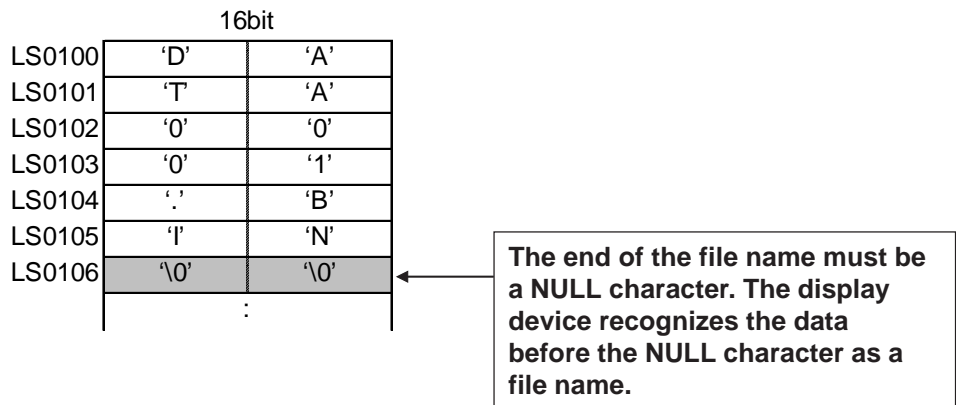 16bit
LS0100 ‘D’ ‘A’
LS0101 ‘T’ ‘A’
LS0102 ‘0’ ‘0’
LS0103 ‘0’ ‘1’
LS0104 ‘.’ ‘B’
LS0105 ‘I’ ‘N’
LS0106 ‘\0’ ‘\0’
:
The end of the file name must be
a NULL character. The display
device recognizes the data
before the NULL character as a
file name.